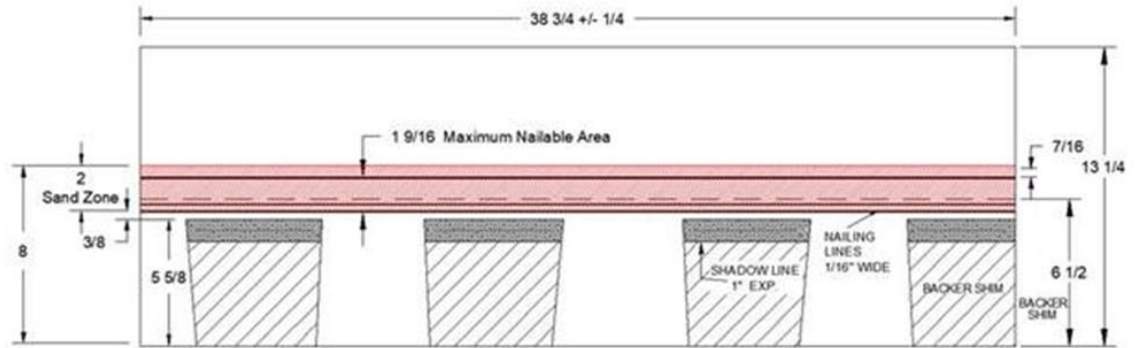 38 3/4 +/- 1/4
1 9/16 Maximum Nailable Area
7/16
13 1/4
2
Sand Zone
3/8
8
5 5/8
SHADOW LINE
1" EXP.
NAILING
LINES
1/16" WIDE
BACKER SHIM
BACKER
SHIM
6 1/2